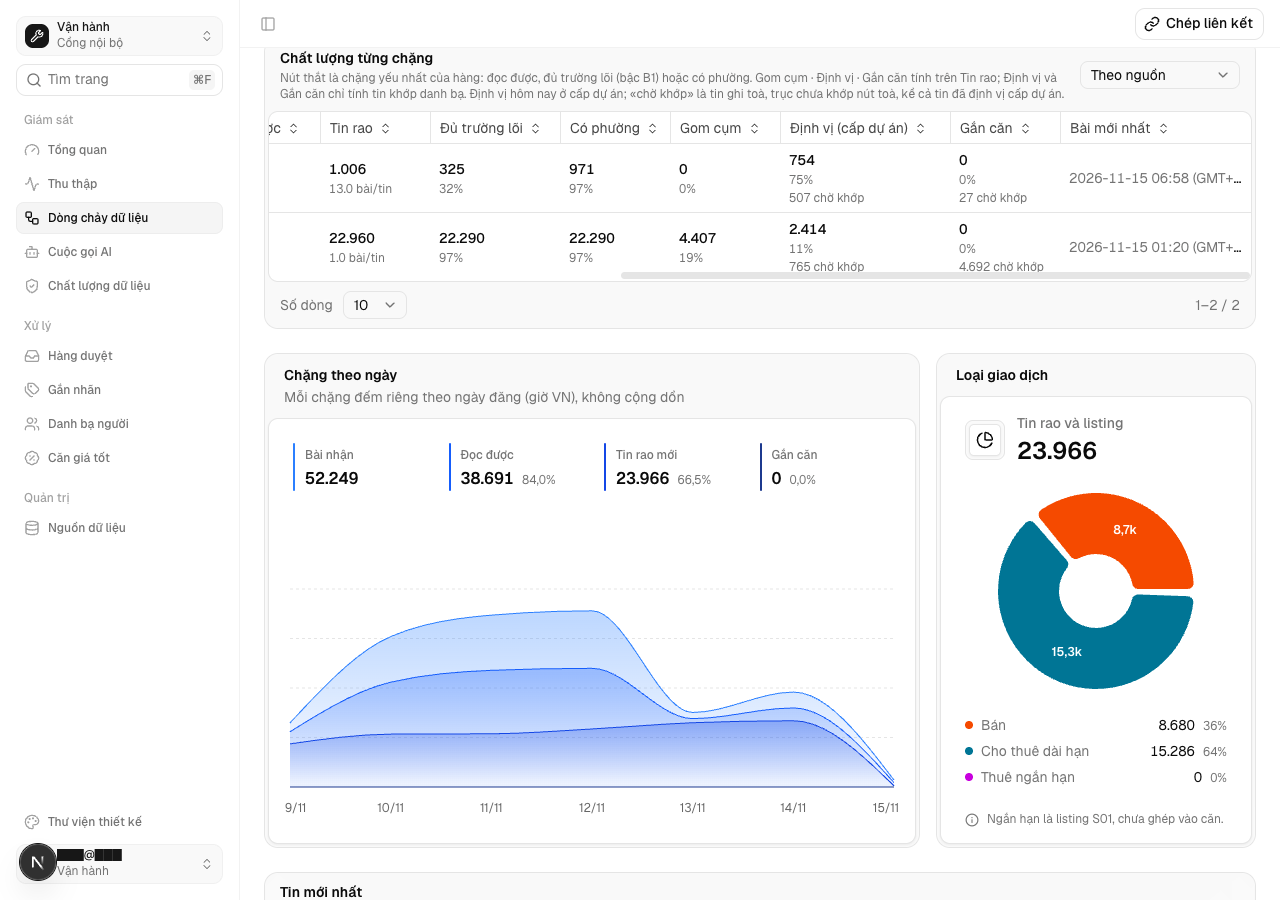 Vận hành
Cổng nội bộ
Tìm trang
⌘F
Giám sát
Tổng quan
Thu thập
Dòng chảy dữ liệu
Cuộc gọi AI
Chất lượng dữ liệu
Xử lý
Hàng duyệt
Gắn nhãn
Danh bạ người
Căn giá tốt
Quản trị
Nguồn dữ liệu
Thư viện thiết kế
N
@
Vận hành
Chép liên kết
Chất lượng từng chặng
Nút thắt là chặng yếu nhất của hàng: đọc được, đủ trường lõi (bậc B1) hoặc có phường. Gom cụm · Định vị · Gắn căn tính trên Tin rao; Định vị và
Gắn căn chỉ tính tin khớp danh bạ. Định vị hôm nay ở cấp dự án; «chờ khớp» là tin ghi toà, trục chưa khớp nút toà, kể cả tin đã định vị cấp dự án.
Theo nguồn
ợc Tin rao Đủ trường lõi Có phường Gom cụm Định vị (cấp dự án) Gắn căn Bài mới nhất
1.006 325 971 0 754 0 2026-11-15 06:58 (GMT+…
13.0 bài/tin 32% 97% 0% 75% 0%
507 chờ khớp 27 chờ khớp
22.960 22.290 22.290 4.407 2.414 0 2026-11-15 01:20 (GMT+…
1.0 bài/tin 97% 97% 19% 11% 0%
765 chờ khớp 4.692 chờ khớp
Số dòng 10 1–2 / 2
Chặng theo ngày
Mỗi chặng đếm riêng theo ngày đăng (giờ VN), không cộng dồn
Bài nhận Đọc được Tin rao mới Gắn căn
52.249 38.691 84,0% 23.966 66,5% 0 0,0%
9/11 10/11 11/11 12/11 13/11 14/11 15/11
Loại giao dịch
Tin rao và listing
23.966
8,7k
15,3k
Bán 8.680 36%
Cho thuê dài hạn 15.286 64%
Thuê ngắn hạn 0 0%
Ngắn hạn là listing S01, chưa ghép vào căn.
Tin mới nhất